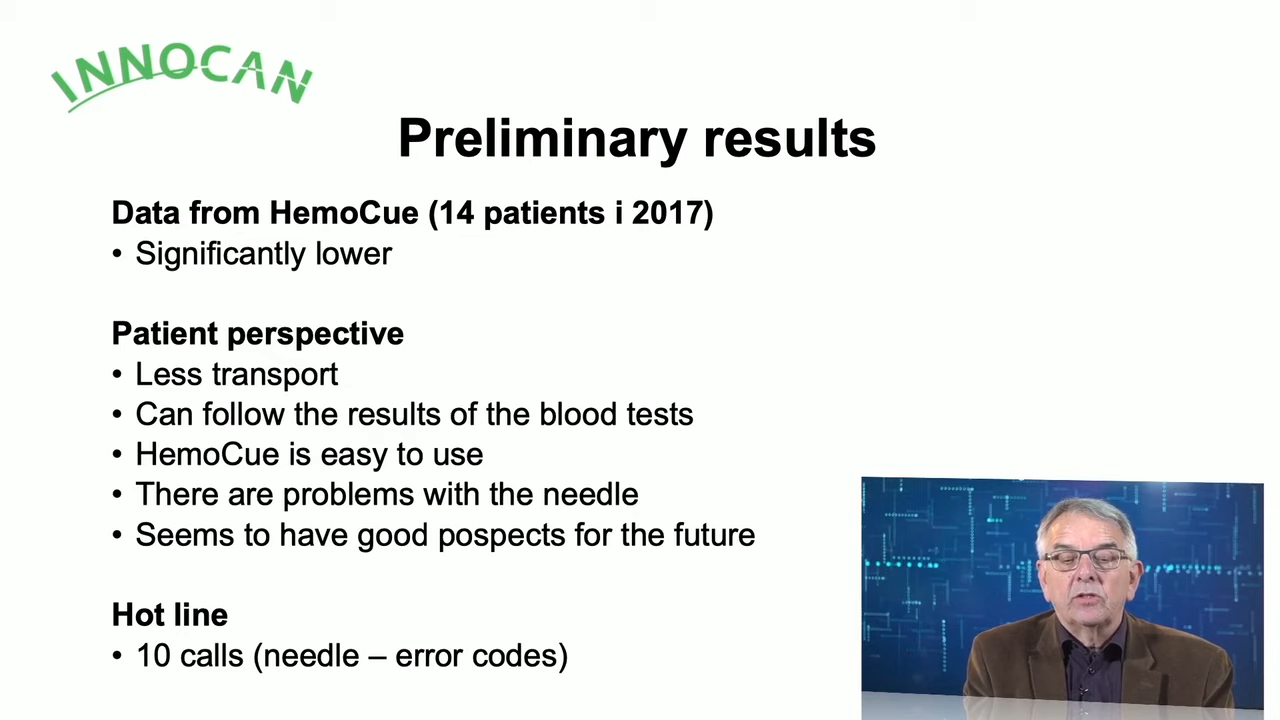 INNOCAN
Preliminary results
Data from HemoCue (14 patients i 2017)
• Significantly lower
Patient perspective
• Less transport
• Can follow the results of the blood tests
• HemoCue is easy to use
• There are problems with the needle
• Seems to have good pospects for the future
Hot line
• 10 calls (needle – error codes)